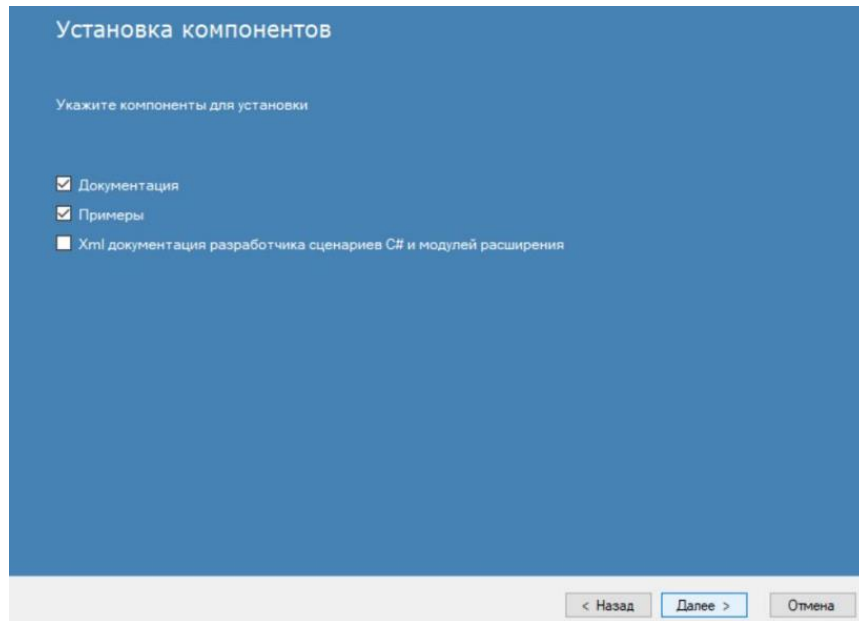 Установка компонентов
Укажите компоненты для установки
Документация
Примеры
Xml документация разработчика сценариев C# и модулей расширения
< Назад
Далее >
Отмена